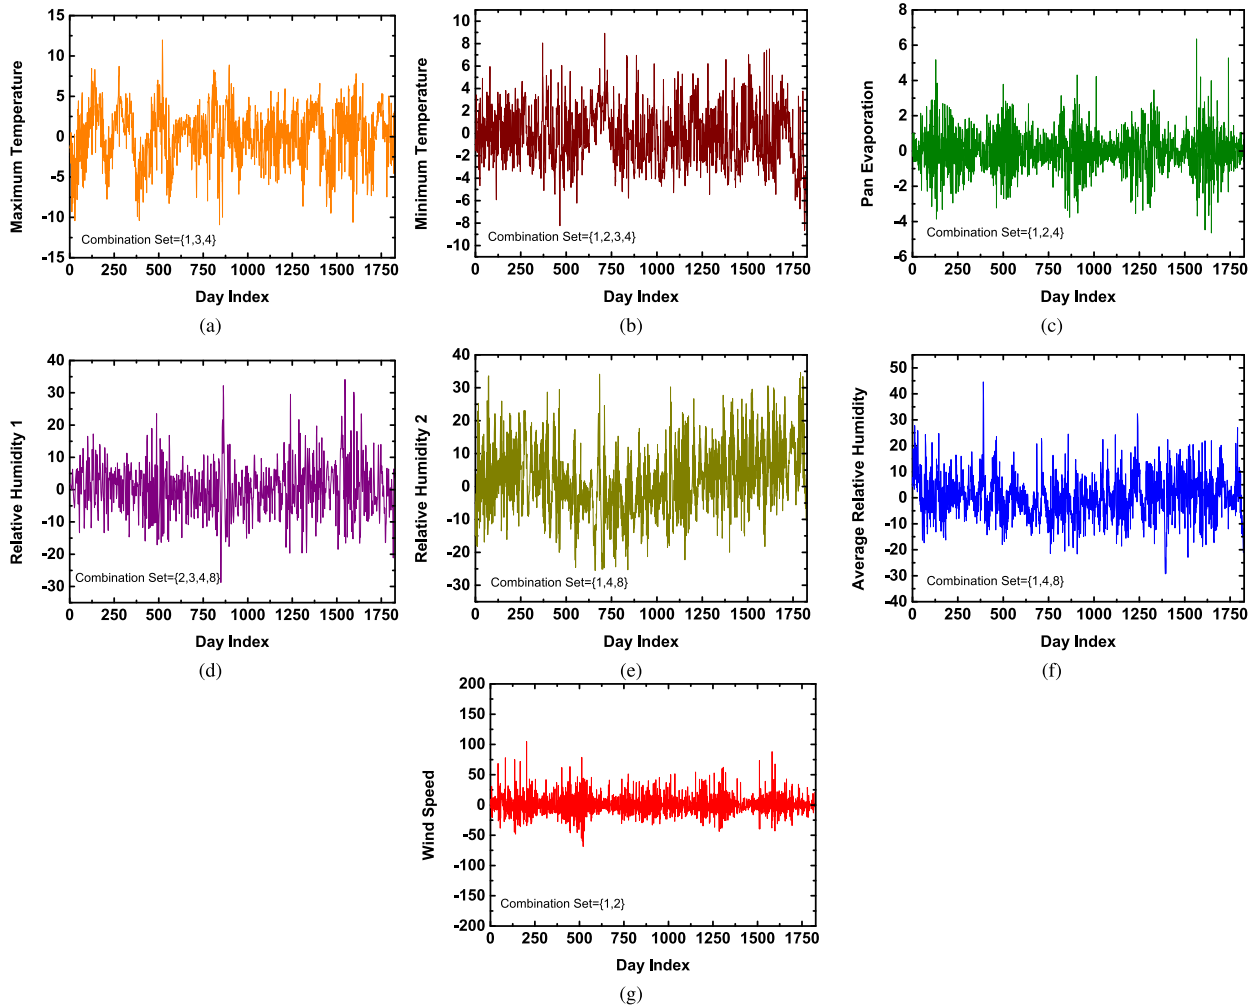 15
10
5
0
-5
-10
-15
Maximum Temperature
Combination Set={1,3,4}
0 250 500 750 1000 1250 1500 1750
Day Index
(a)
10
8
6
4
2
0
-2
-4
-6
-8
-10
Minimum Temperature
Combination Set={1,2,3,4}
0 250 500 750 1000 1250 1500 1750
Day Index
(b)
8
6
4
2
0
-2
-4
-6
Pan Evaporation
Combination Set={1,2,4}
0 250 500 750 1000 1250 1500 1750
Day Index
(c)
40
30
20
10
0
-10
-20
-30
Relative Humidity 1
Combination Set={2,3,4,8}
0 250 500 750 1000 1250 1500 1750
Day Index
(d)
40
30
20
10
0
-10
-20
-30
Relative Humidity 2
Combination Set={1,4,8}
0 250 500 750 1000 1250 1500 1750
Day Index
(e)
50
40
30
20
10
0
-10
-20
-30
-40
Average Relative Humidity
Combination Set={1,4,8}
0 250 500 750 1000 1250 1500 1750
Day Index
(f)
200
150
100
50
0
-50
-100
-150
-200
Wind Speed
Combination Set={1,2}
0 250 500 750 1000 1250 1500 1750
Day Index
(g)